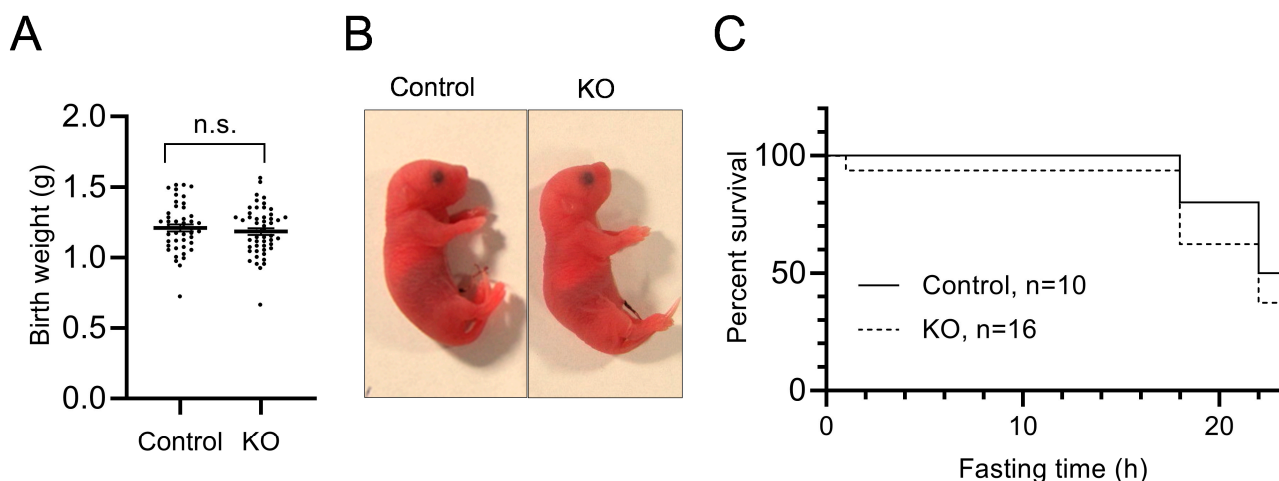 A
Birth weight (g)
2.0
1.5
1.0
0.5
0.0
n.s.
Control KO
B
Control
KO
C
Percent survival
100
50
0
Control, n=10
KO, n=16
0
10
20
Fasting time (h)